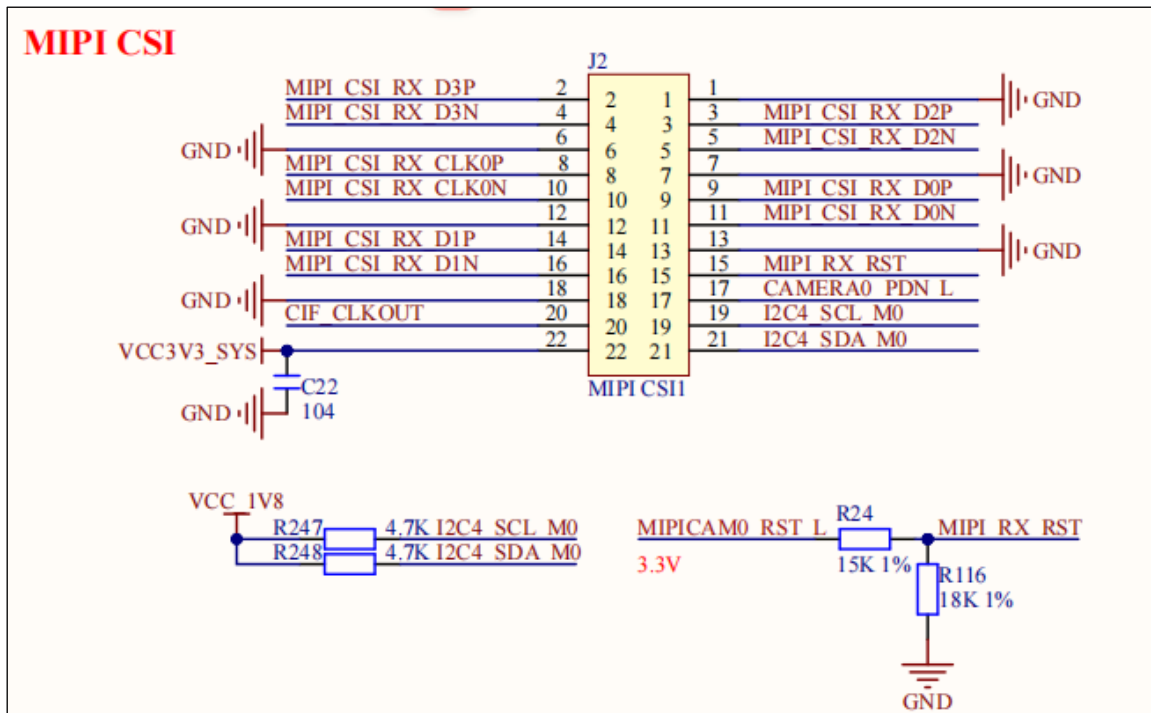 MIPI CSI
J2
MIPI_CSI_RX_D3P 2 2 1 1 GND
MIPI_CSI_RX_D3N 4 4 3 3 MIPI_CSI_RX_D2P
GND 6 6 5 5 MIPI_CSI_RX_D2N
MIPI_CSI_RX_CLK0P 8 8 7 7 GND
MIPI_CSI_RX_CLK0N 10 10 9 9 MIPI_CSI_RX_D0P
GND 12 12 11 11 MIPI_CSI_RX_D0N
MIPI_CSI_RX_D1P 14 14 13 13 GND
MIPI_CSI_RX_D1N 16 16 15 15 MIPI_RX_RST
GND 18 18 17 17 CAMERA0_PDN_L
CIF_CLKOUT 20 20 19 19 I2C4_SCL_M0
VCC3V3_SYS 22 22 21 21 I2C4_SDA_M0
C22
104
GND
MIPI CSI1
VCC_1V8
R247 4.7K I2C4_SCL_M0
R248 4.7K I2C4_SDA_M0
R24
MIPICAM0_RST_L MIPI_RX_RST
3.3V
15K 1%
R116
18K 1%
GND